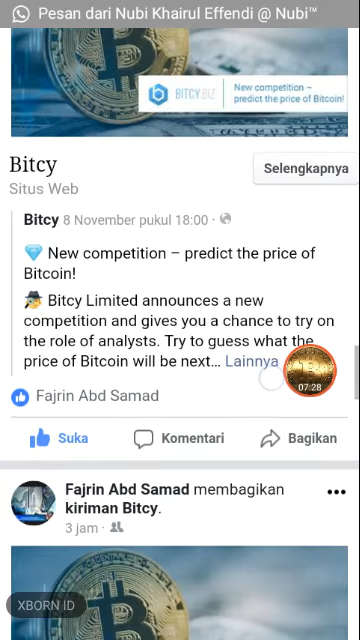 Pesan dari Nubi Khairul Effendi @ Nubi™
BITCY.BIZ
New competition –
predict the price of Bitcoin!
Bitcy
Situs Web
Selengkapnya
Bitcy 8 November pukul 18:00 ·
💎 New competition – predict the price of
Bitcoin!
🕵 Bitcy Limited announces a new
competition and gives you a chance to try on
the role of analysts. Try to guess what the
price of Bitcoin will be next... Lainnya
07:28
Fajrin Abd Samad
Suka
Komentari
Bagikan
Fajrin Abd Samad membagikan
kiriman Bitcy.
3 jam ·
XBORN ID